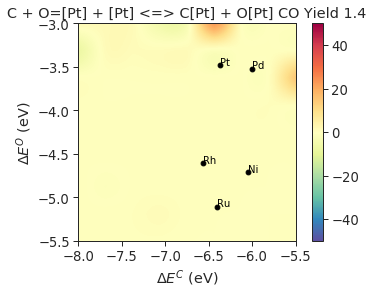 C + O=[Pt] + [Pt] <=> C[Pt] + O[Pt] CO Yield 1.4
−3.0
−3.5
−4.0
−4.5
−5.0
−5.5
ΔE^O (eV)
Pt
Pd
Rh
Ni
Ru
−8.0 −7.5 −7.0 −6.5 −6.0 −5.5
ΔE^C (eV)
40
20
0
−20
−40